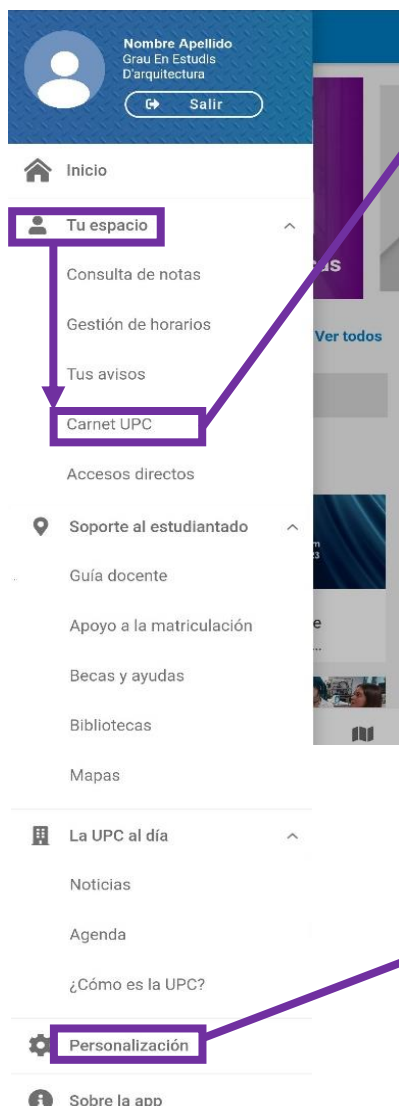 Nombre Apellido
Grau En Estudis
D'arquitectura
Salir
Inicio
Tu espacio
Consulta de notas
as
Gestión de horarios
Ver todos
Tus avisos
Carnet UPC
Accesos directos
Soporte al estudiantado
m
23
Guía docente
Apoyo a la matriculación
e
...
Becas y ayudas
Bibliotecas
Mapas
La UPC al día
Noticias
Agenda
¿Cómo es la UPC?
Personalización
Sobre la app